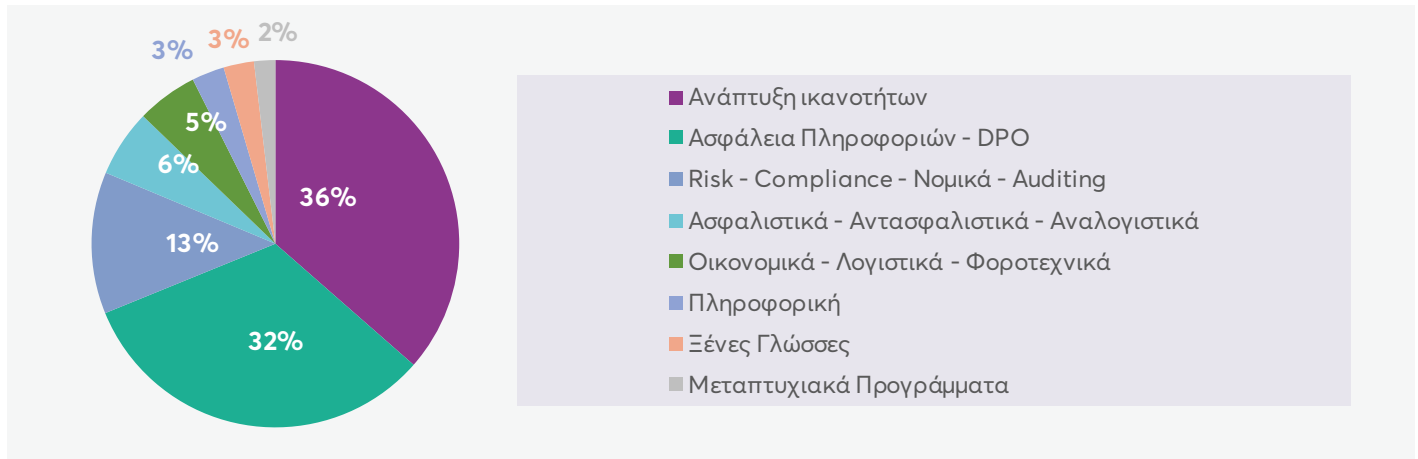 3%
3%
2%
5%
6%
36%
13%
32%
Ανάπτυξη ικανοτήτων
Ασφάλεια Πληροφοριών - DPO
Risk - Compliance - Νομικά - Auditing
Ασφαλιστικά - Αντασφαλιστικά - Αναλογιστικά
Οικονομικά - Λογιστικά - Φοροτεχνικά
Πληροφορική
Ξένες Γλώσσες
Μεταπτυχιακά Προγράμματα